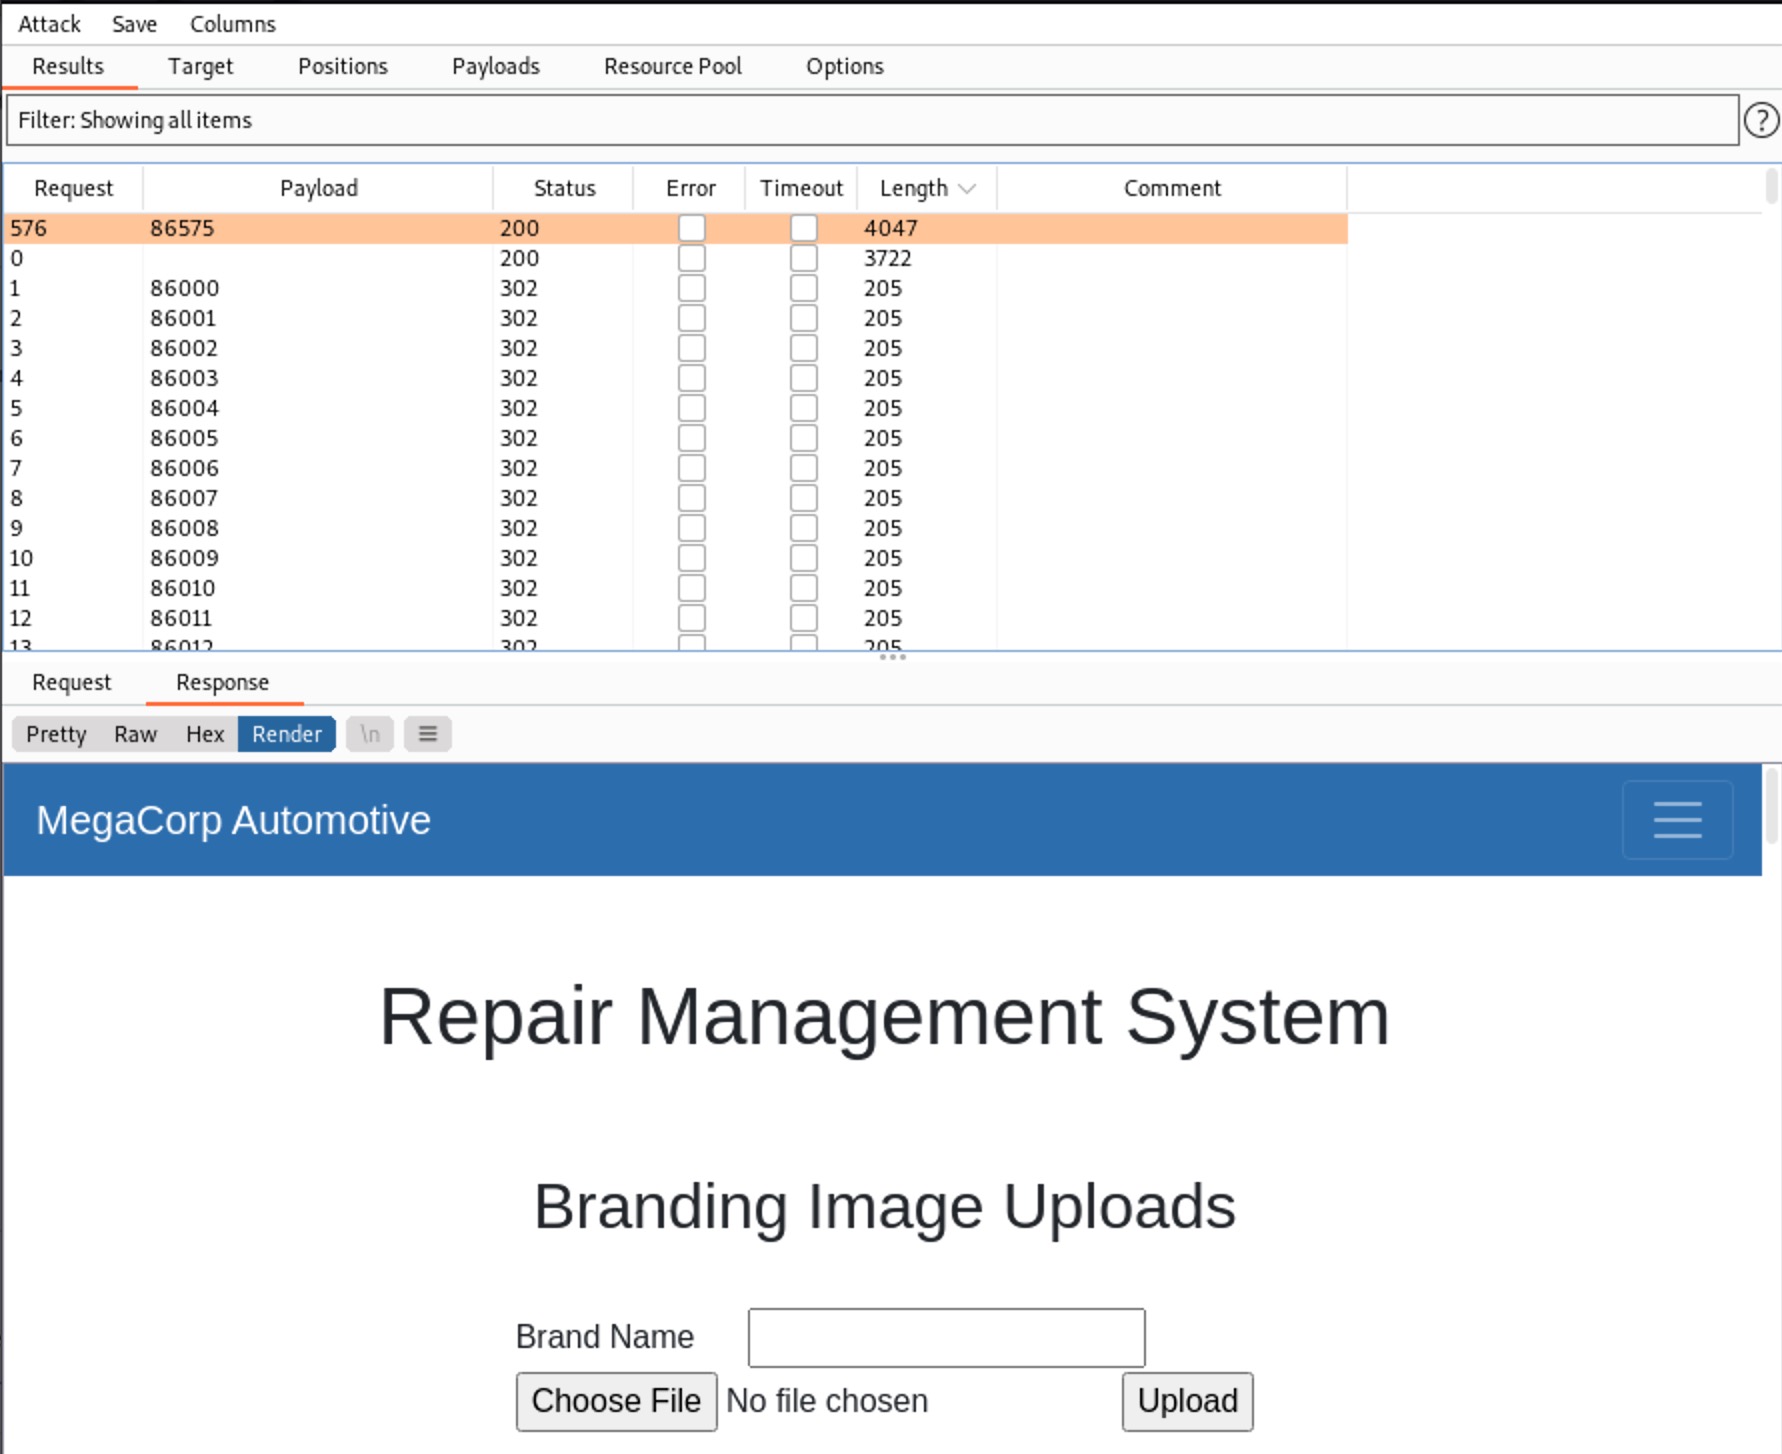 Attack Save Columns
Results Target Positions Payloads Resource Pool Options
Filter: Showing all items ?
Request Payload Status Error Timeout Length Comment
576 86575 200 4047
0 200 3722
1 86000 302 205
2 86001 302 205
3 86002 302 205
4 86003 302 205
5 86004 302 205
6 86005 302 205
7 86006 302 205
8 86007 302 205
9 86008 302 205
10 86009 302 205
11 86010 302 205
12 86011 302 205
13 86012 302 205
Request Response
Pretty Raw Hex Render \n
MegaCorp Automotive
Repair Management System
Branding Image Uploads
Brand Name
Choose File No file chosen Upload